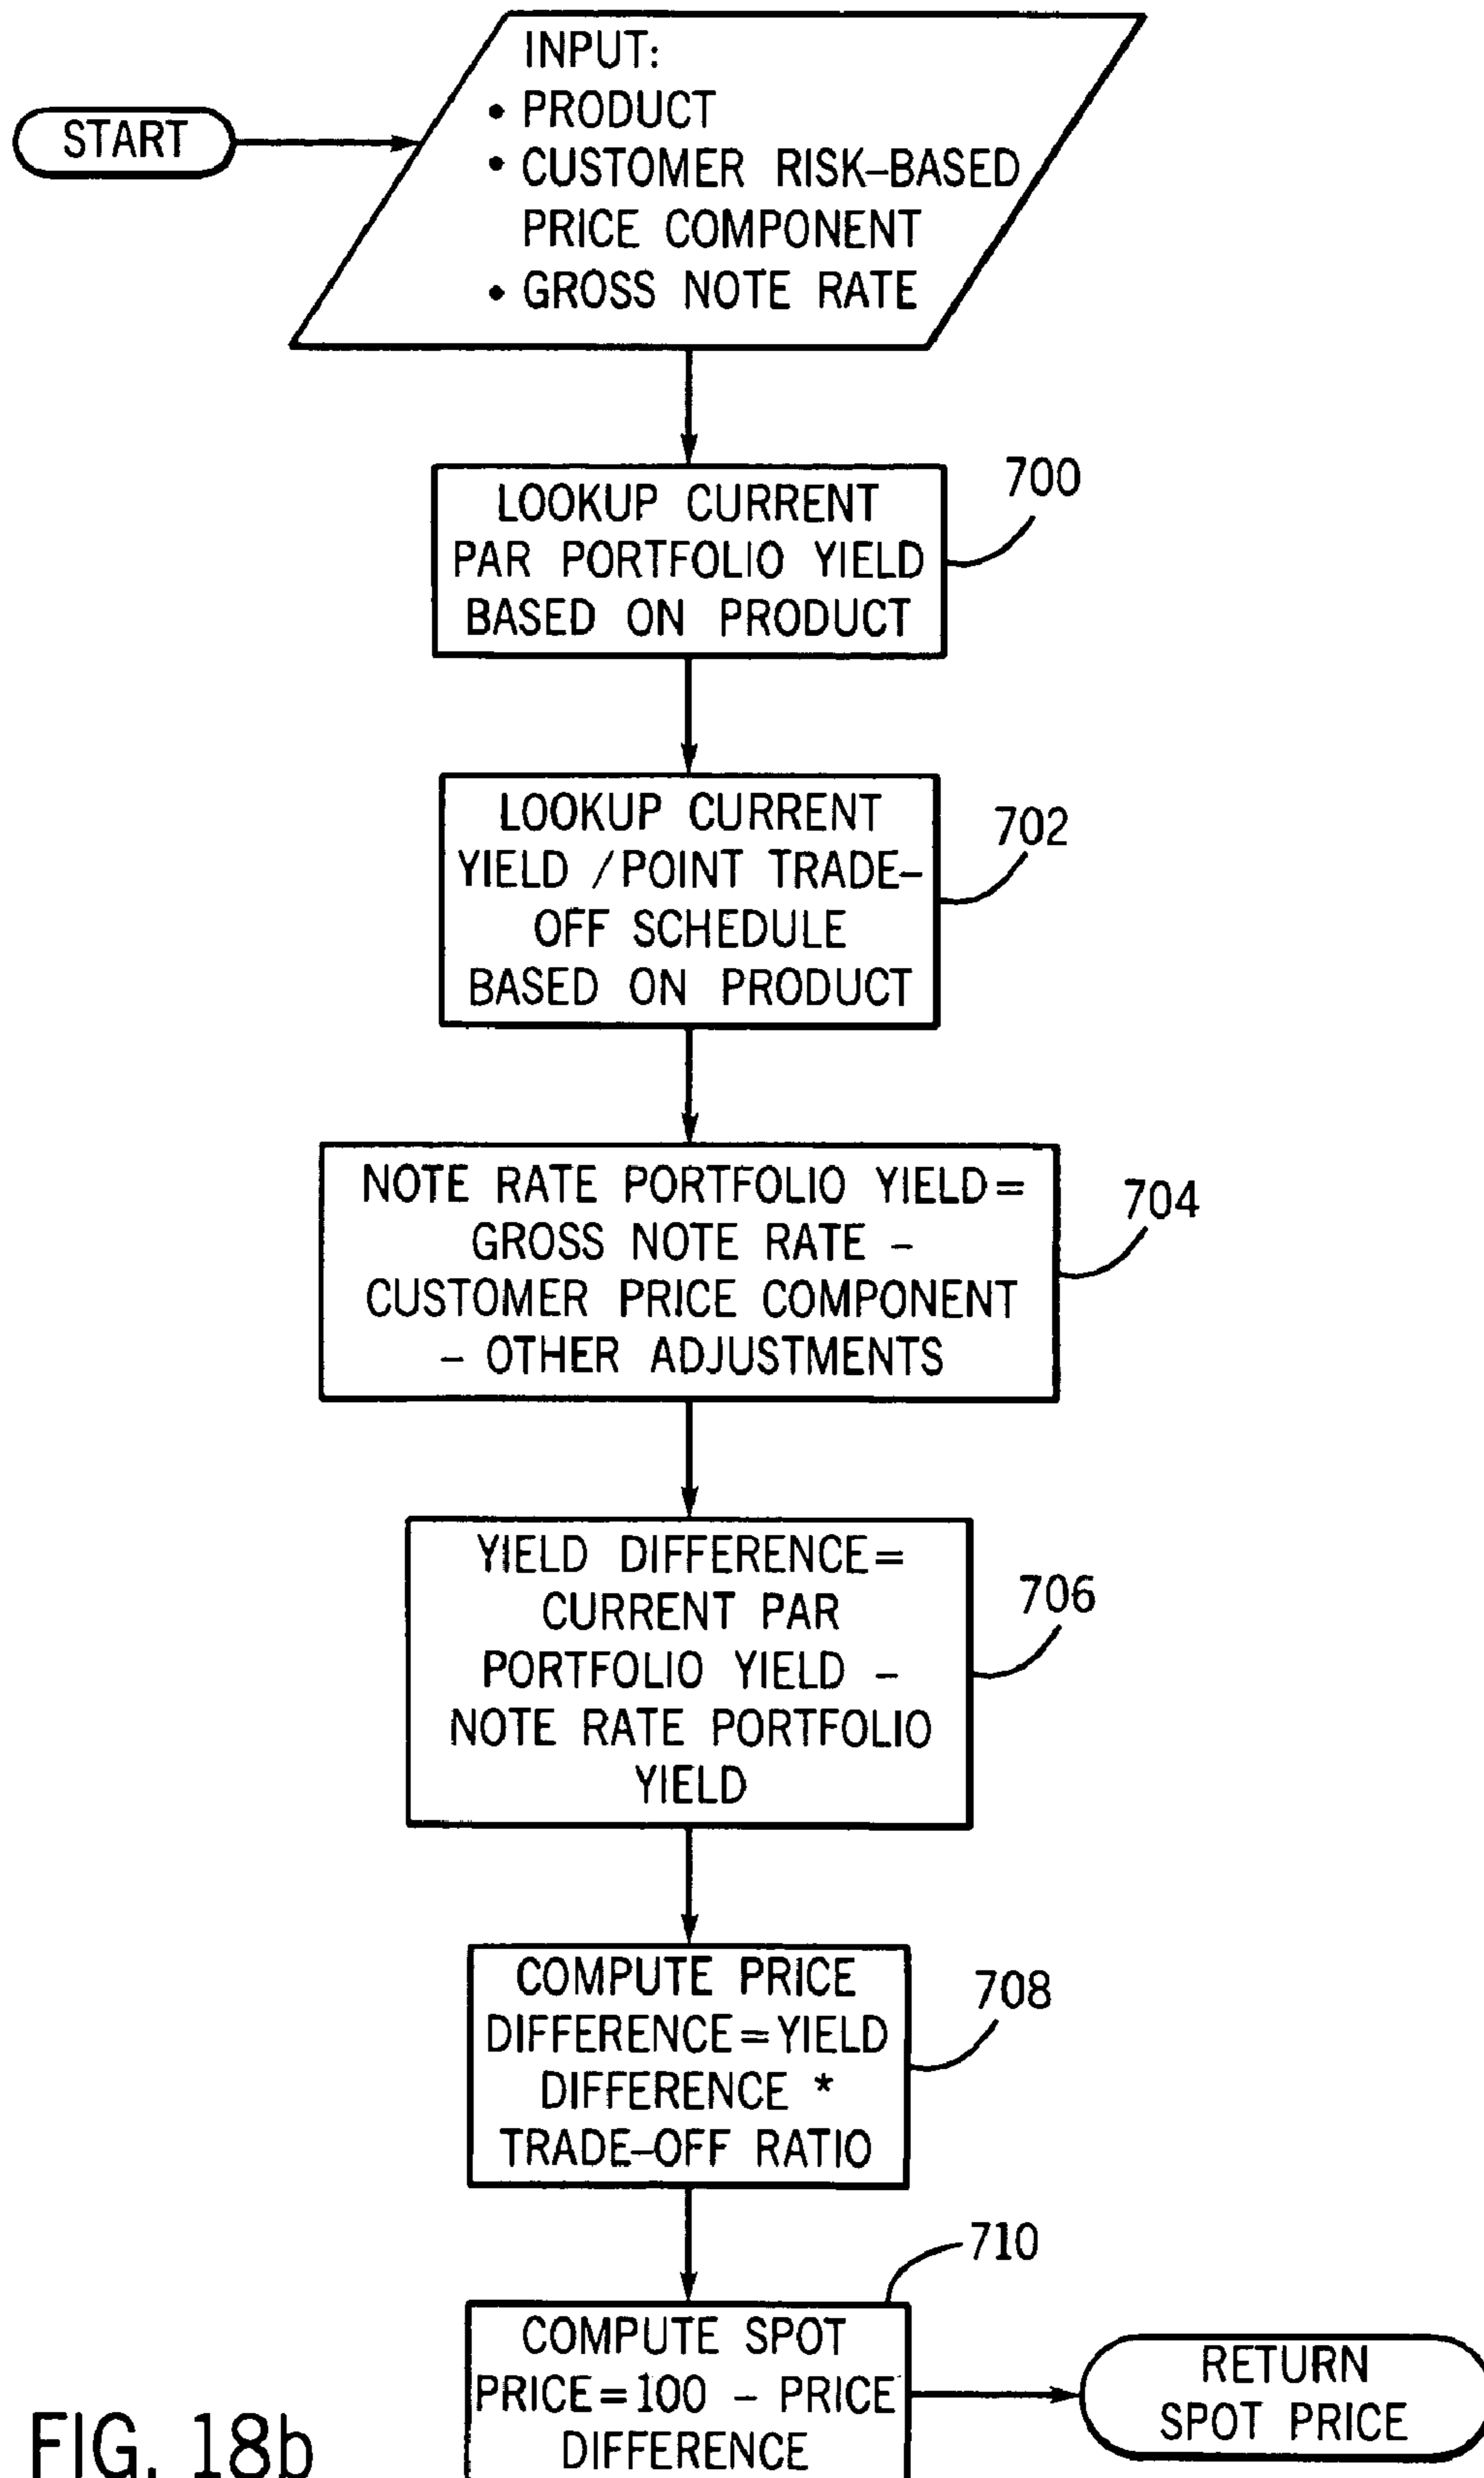 START
INPUT:
• PRODUCT
• CUSTOMER RISK-BASED
PRICE COMPONENT
• GROSS NOTE RATE
700
LOOKUP CURRENT
PAR PORTFOLIO YIELD
BASED ON PRODUCT
702
LOOKUP CURRENT
YIELD /POINT TRADE-
OFF SCHEDULE
BASED ON PRODUCT
704
NOTE RATE PORTFOLIO YIELD=
GROSS NOTE RATE -
CUSTOMER PRICE COMPONENT
- OTHER ADJUSTMENTS
706
YIELD DIFFERENCE=
CURRENT PAR
PORTFOLIO YIELD -
NOTE RATE PORTFOLIO
YIELD
708
COMPUTE PRICE
DIFFERENCE=YIELD
DIFFERENCE *
TRADE-OFF RATIO
710
COMPUTE SPOT
PRICE=100 - PRICE
DIFFERENCE
RETURN
SPOT PRICE
FIG. 18b